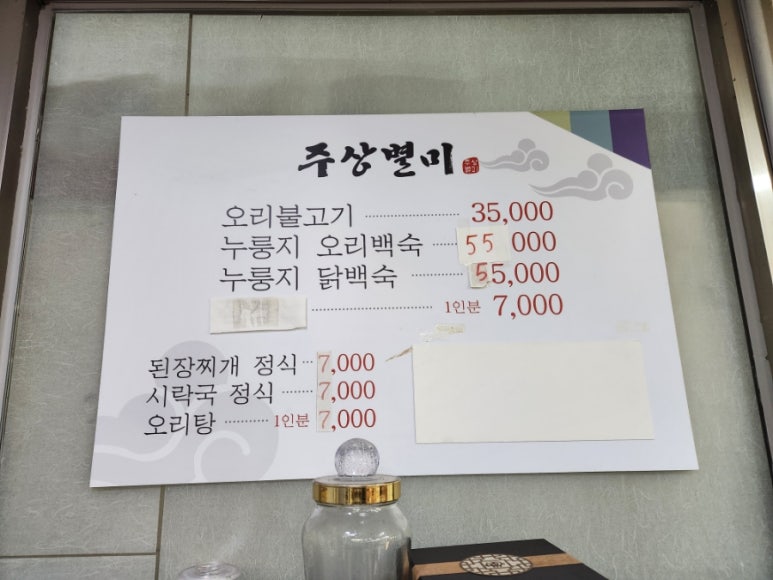 주상별미
오리불고기 ·········· 35,000
누룽지 오리백숙 ······ 55 000
누룽지 닭백숙 ········ 55,000
·········· 1인분 7,000
된장찌개 정식 ··· 7,000
시락국 정식 ······ 7,000
오리탕 ········ 1인분 7,000